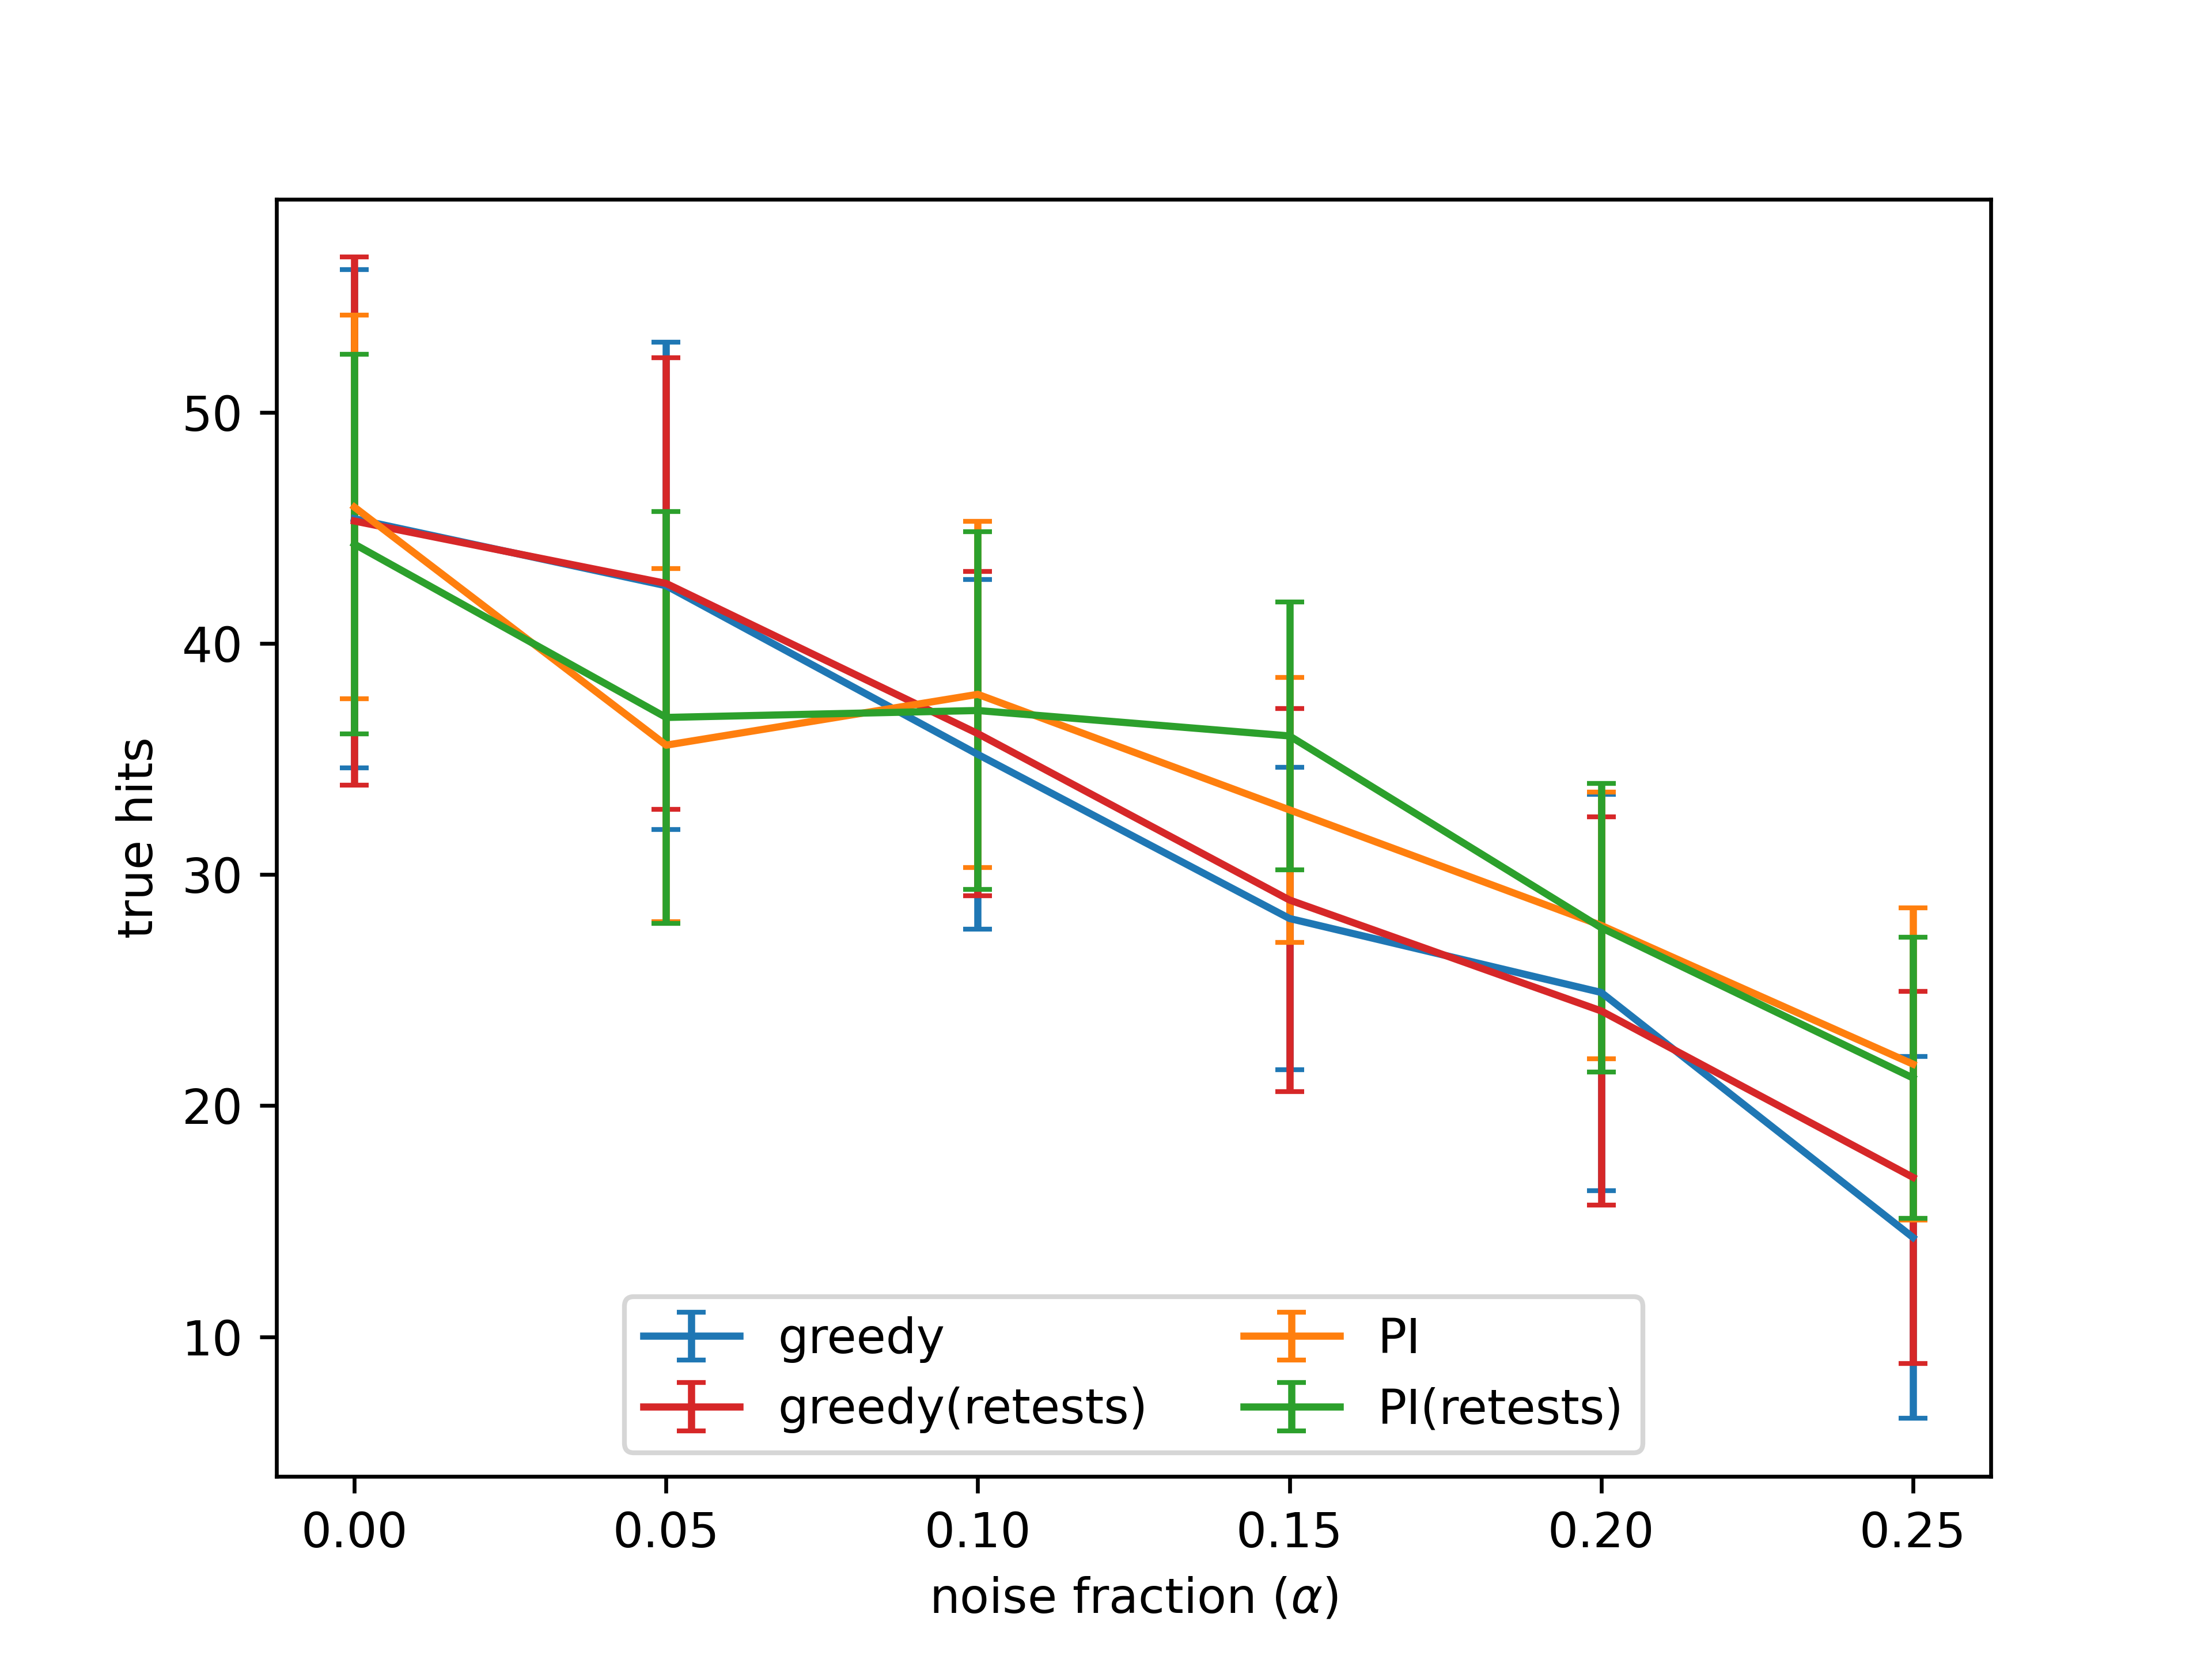 50
40
30
20
10
true hits
greedy
greedy(retests)
PI
PI(retests)
0.00 0.05 0.10 0.15 0.20 0.25
noise fraction (α)